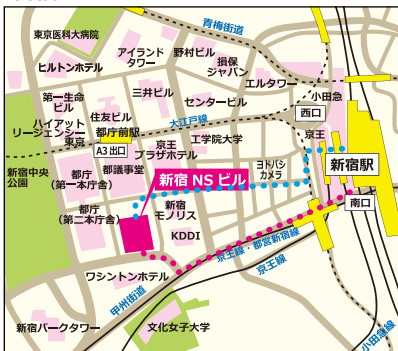 青梅街道
東京医科大病院
アイランド
タワー
野村ビル
損保
ジャパン
ヒルトンホテル
エルタワー
小田急
三井ビル
センタービル
西口
第一生命
ビル
住友ビル
ハイアット
リージェンシー
東京
都庁前駅
大江戸線
工学院大学
京王
A3出口
京王
プラザホテル
新宿駅
ヨドバシ
カメラ
新宿中央
公園
都議事堂
都庁
(第一本庁舎)
新宿 NS ビル
南口
都庁
(第二本庁舎)
新宿
モノリス
KDDI
京王線・都営新宿線
京王線
ワシントンホテル
甲州街道
新宿パークタワー
文化女子大学
小田急線